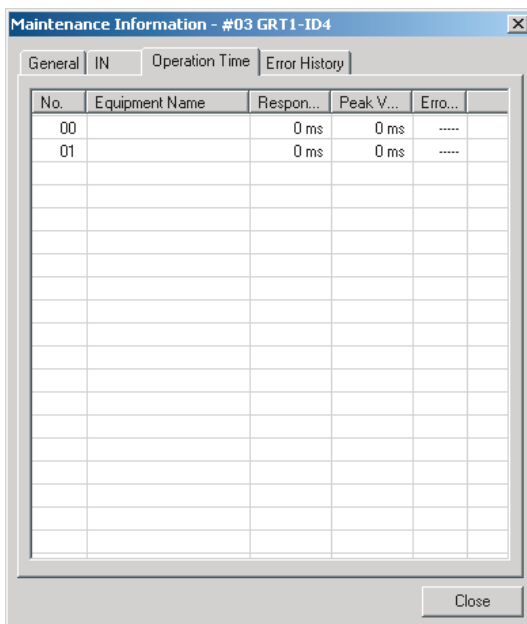 Maintenance Information - #03 GRT1-ID4
General IN Operation Time Error History
No. Equipment Name Respon... Peak V... Erro...
00 0 ms 0 ms -----
01 0 ms 0 ms -----
Close